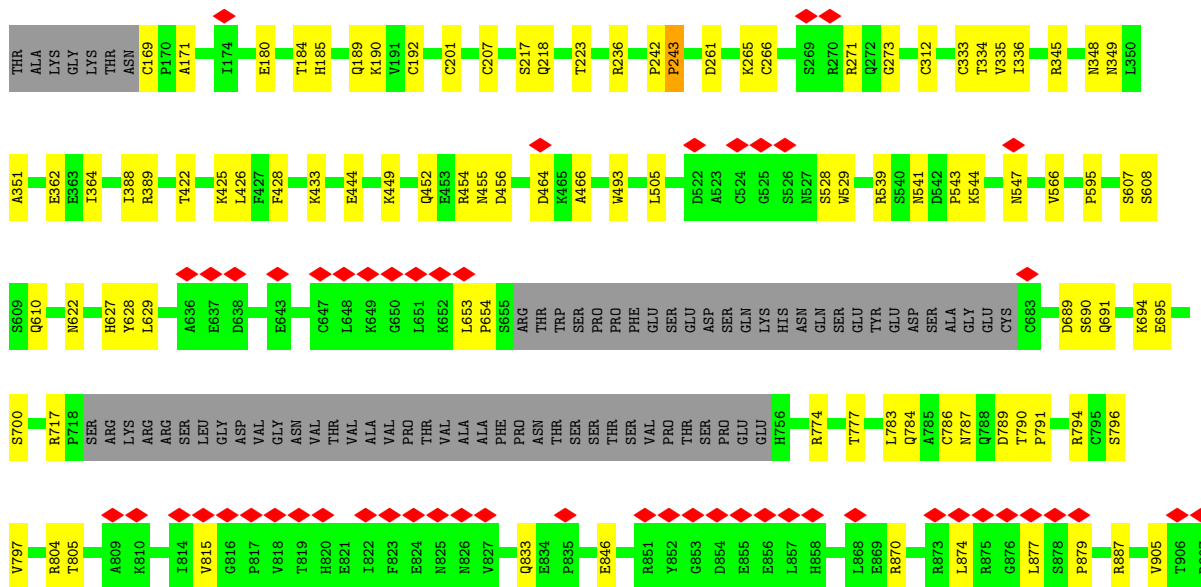 THR ALA LYS GLY LYS THR ASN C169 P170 A171 I174 E180 T184 H185 Q189 K190 V191 C192 C201 C207 S217 Q218 T223 R236 P242 P243 D261 K265 C266 S269 R270 R271 Q272 G273 C312 C333 T334 V335 I336 R345 N348 N349 L350
A351 E362 E363 I364 I388 R389 T422 K425 L426 F427 F428 K433 E444 K449 Q452 E453 R454 N455 D456 D464 K465 A466 W493 L505 D522 A523 C524 G525 S526 N527 S528 W529 R539 S540 N541 D542 P543 K544 N547 V566 P595 S607 S608
S609 Q610 N622 H627 Y628 L629 A636 E637 D638 E643 C647 L648 K649 G650 L651 K652 L653 P654 S655 ARG THR TRP SER PRO PRO PHE GLU SER GLU ASP SER GLN LYS HIS ASN GLN SER GLU TYR GLU ASP SER ALA GLY GLU CYS C683 D689 S690 Q691 K694 E695
S700 R717 P718 SER ARG LYS ARG ARG SER LEU GLY ASP VAL GLY ASN VAL THR VAL ALA VAL PRO THR VAL ALA ALA PHE PRO ASN THR SER SER THR SER VAL PRO THR SER PRO GLU GLU H756 R774 T777 L783 Q784 A785 C786 N787 Q788 D789 T790 P791 R794 C795 S796
V797 R804 T805 A809 K810 I814 V815 G816 P817 V818 T819 H820 E821 I822 F823 E824 N825 N826 V827 Q833 E834 P835 E846 R851 Y852 G853 D854 E855 E856 L857 H858 L868 E869 R870 R873 L874 R875 G876 L877 S878 P879 R887 V905 T906